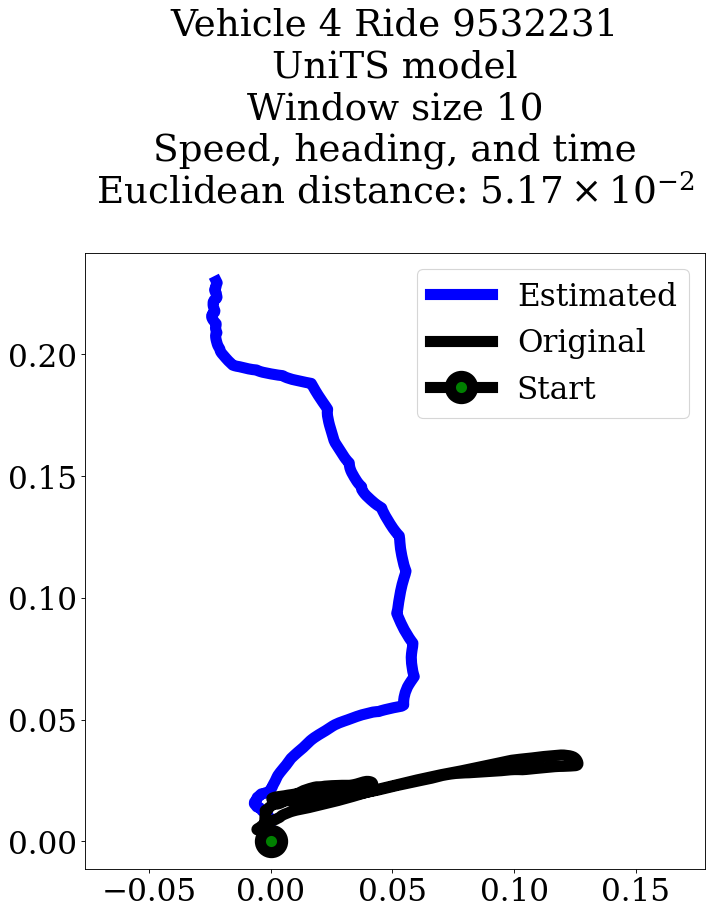 Vehicle 4 Ride 9532231
UniTS model
Window size 10
Speed, heading, and time
Euclidean distance: 5.17 × 10⁻²
Estimated
Original
Start
0.20
0.15
0.10
0.05
0.00
−0.05 0.00 0.05 0.10 0.15